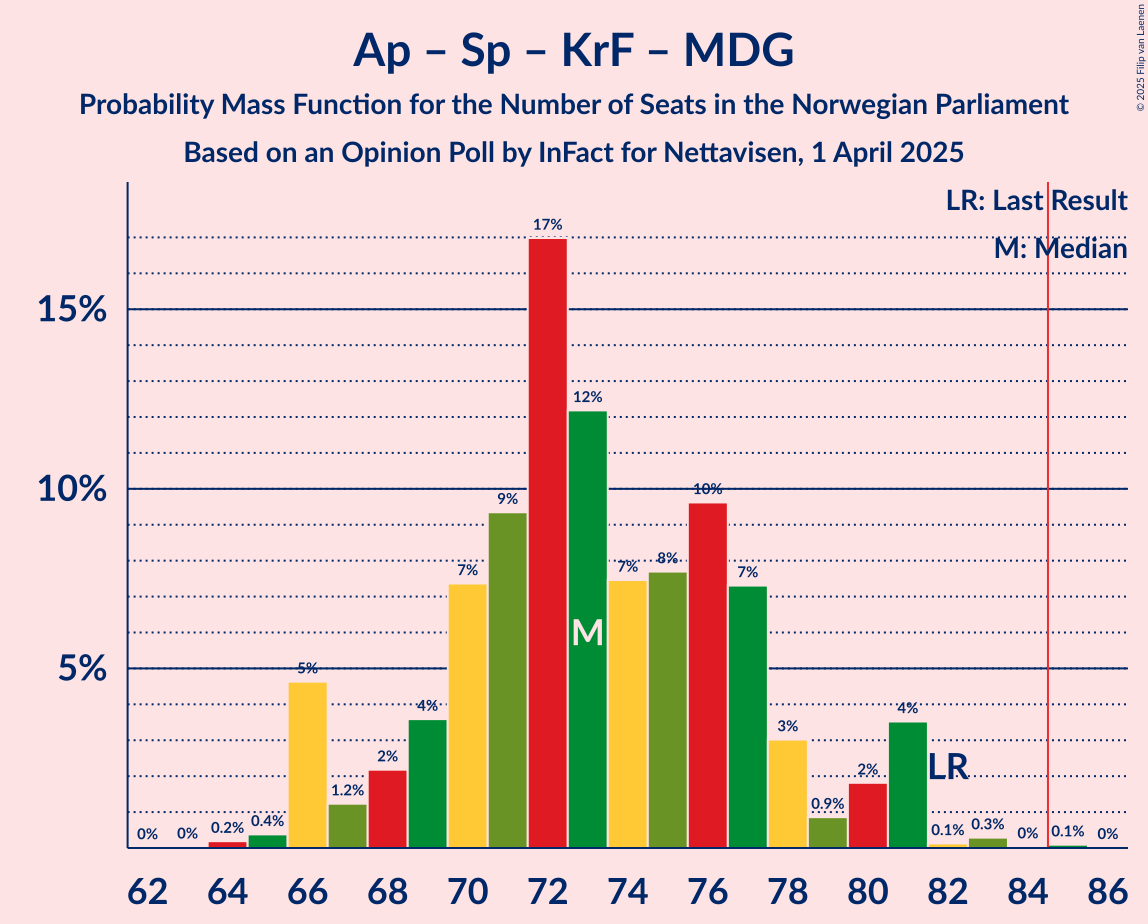 Ap – Sp – KrF – MDG
Probability Mass Function for the Number of Seats in the Norwegian Parliament
Based on an Opinion Poll by InFact for Nettavisen, 1 April 2025
© 2025 Filip van Laenen
LR: Last Result
M: Median
15%
10%
5%
0% 0% 0.2% 0.4% 5% 1.2% 2% 4% 7% 9% 17% 12% 7% 8% 10% 7% 3% 0.9% 2% 4% 0.1% 0.3% 0% 0.1% 0%
M
LR
62 64 66 68 70 72 74 76 78 80 82 84 86